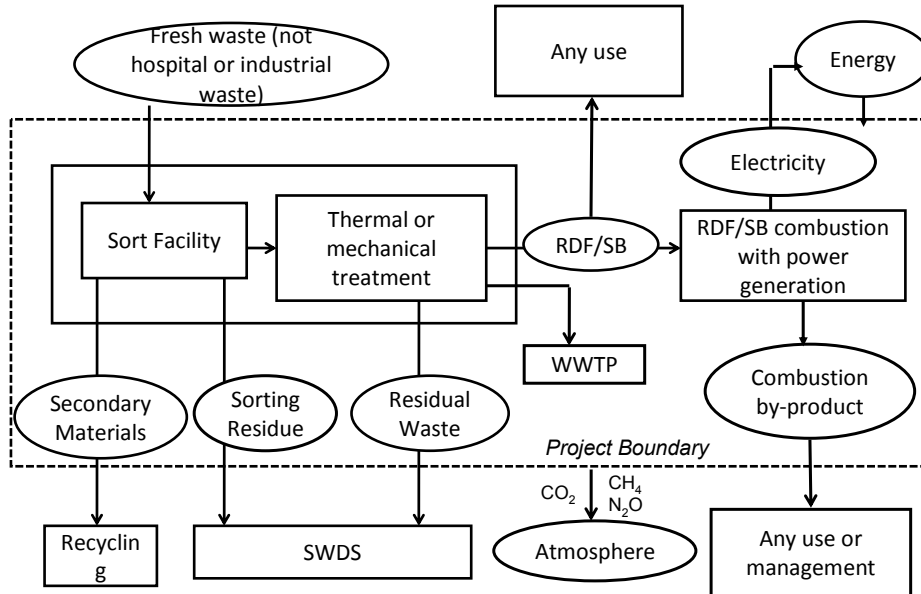 Fresh waste (not
hospital or industrial
waste)
Any use
Energy
Electricity
Sort Facility
Thermal or
mechanical
treatment
RDF/SB
RDF/SB combustion
with power
generation
WWTP
Secondary
Materials
Sorting
Residue
Residual
Waste
Combustion
by-product
Project Boundary
CO₂
CH₄
N₂O
Recyclin
g
SWDS
Atmosphere
Any use or
management